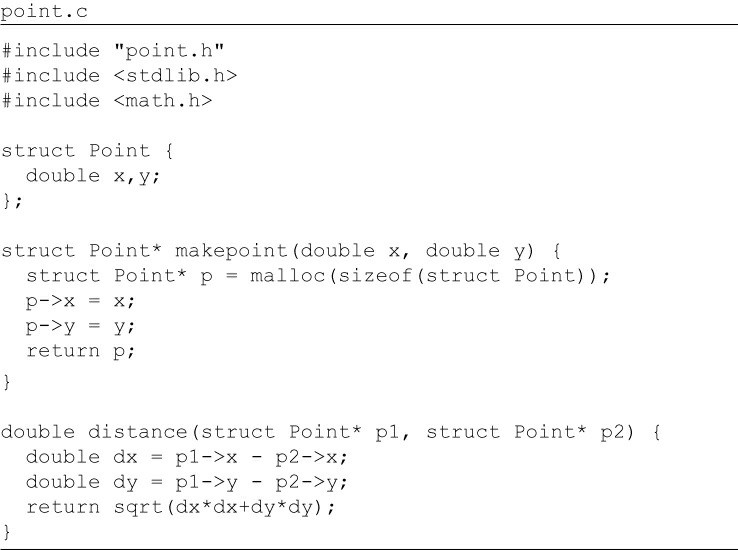 point.c
#include "point.h"
#include <stdlib.h>
#include <math.h>
struct Point {
  double x,y;
};
struct Point* makepoint(double x, double y) {
  struct Point* p = malloc(sizeof(struct Point));
  p->x = x;
  p->y = y;
  return p;
}
double distance(struct Point* p1, struct Point* p2) {
  double dx = p1->x - p2->x;
  double dy = p1->y - p2->y;
  return sqrt(dx*dx+dy*dy);
}